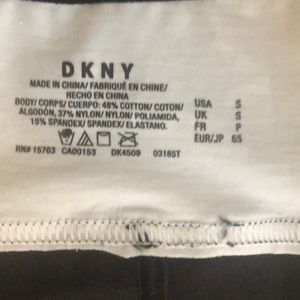 DKNY
MADE IN CHINA/ FABRIQUÉ EN CHINE/
HECHO EN CHINA
BODY/ CORPS/ CUERPO: 48% COTTON/ COTON/
ALGODÓN, 37% NYLON/ NYLON/ POLIAMIDA,
15% SPANDEX/ SPANDEX/ ELASTANO.
RN# 15763 CA00153 DK4509 03185T
USA S
UK S
FR P
EUR/JP 65